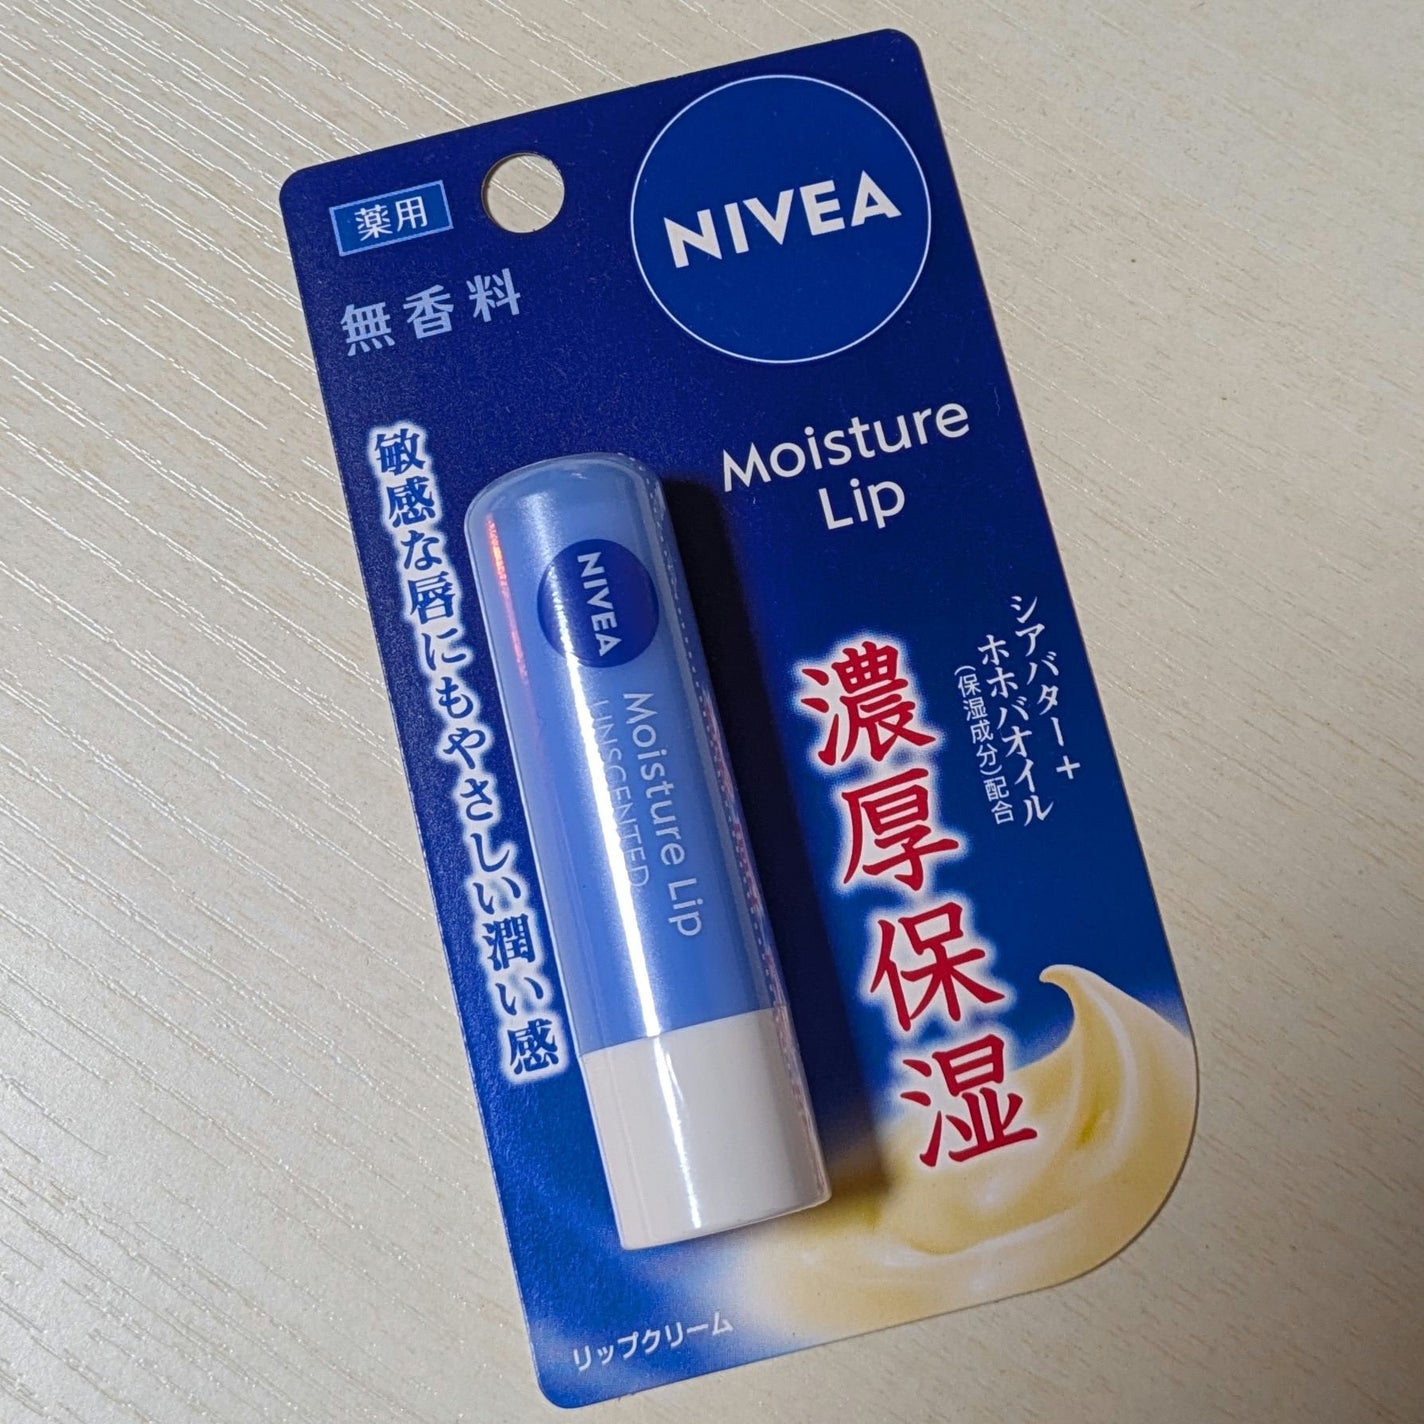 薬用
NIVEA
無香料
Moisture
Lip
敏感な唇にもやさしい潤い感
シアバター+
ホホバオイル
(保湿成分)配合
濃厚保湿
NIVEA
Moisture Lip
UNSCENTED
リップクリーム